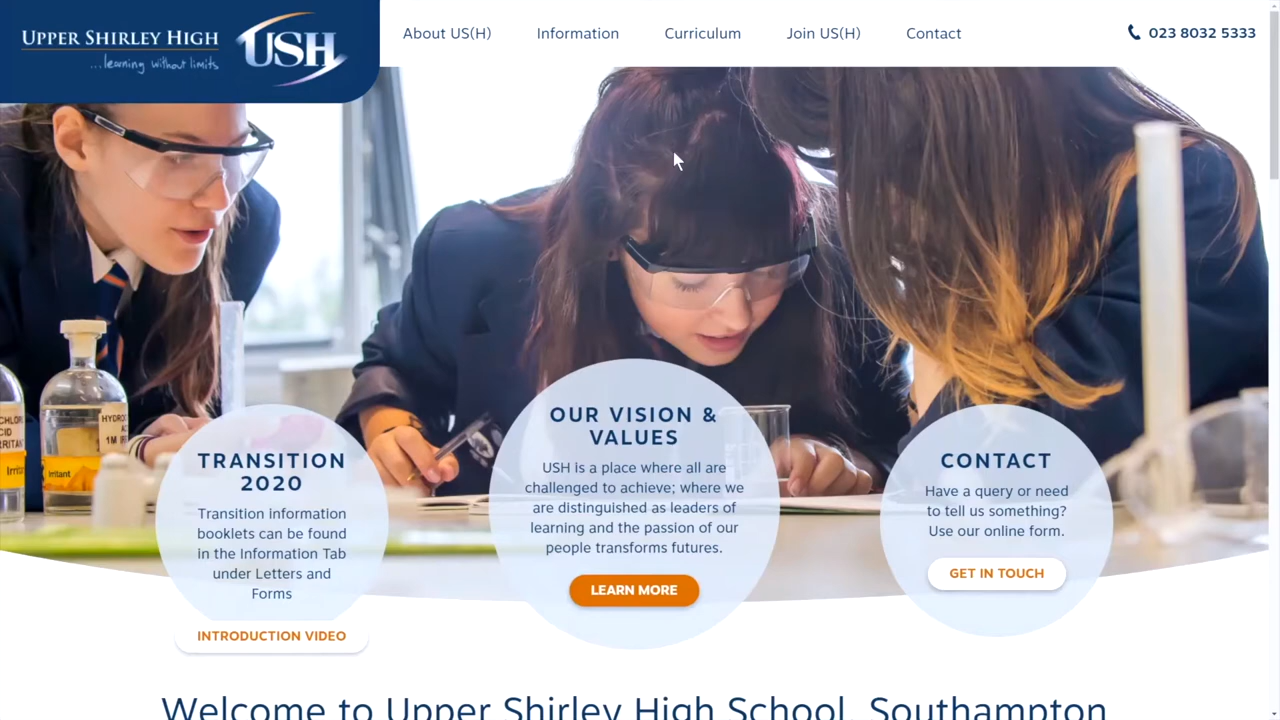 UPPER SHIRLEY HIGH
...learning without limits
USH
About US(H)
Information
Curriculum
Join US(H)
Contact
023 8032 5333
HYDRO
1M
Irritant
TRANSITION
2020
Transition information
booklets can be found
in the Information Tab
under Letters and
Forms
INTRODUCTION VIDEO
OUR VISION &
VALUES
USH is a place where all are
challenged to achieve; where we
are distinguished as leaders of
learning and the passion of our
people transforms futures.
LEARN MORE
CONTACT
Have a query or need
to tell us something?
Use our online form.
GET IN TOUCH
Welcome to Upper Shirley High School, Southampton